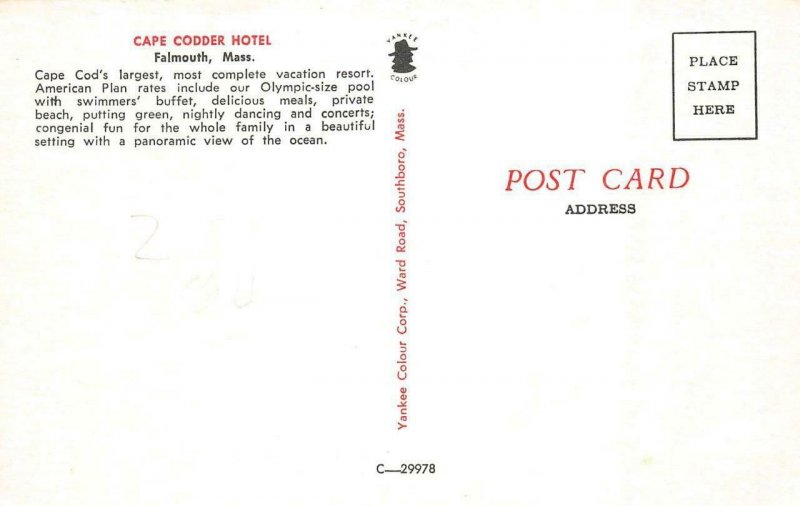 CAPE CODDER HOTEL
Falmouth, Mass.
Cape Cod's largest, most complete vacation resort.
American Plan rates include our Olympic-size pool
with swimmers' buffet, delicious meals, private
beach, putting green, nightly dancing and concerts;
congenial fun for the whole family in a beautiful
setting with a panoramic view of the ocean.
YANKEE
COLOUR
Yankee Colour Corp., Ward Road, Southboro, Mass.
C—29978
PLACE
STAMP
HERE
POST CARD
ADDRESS
2